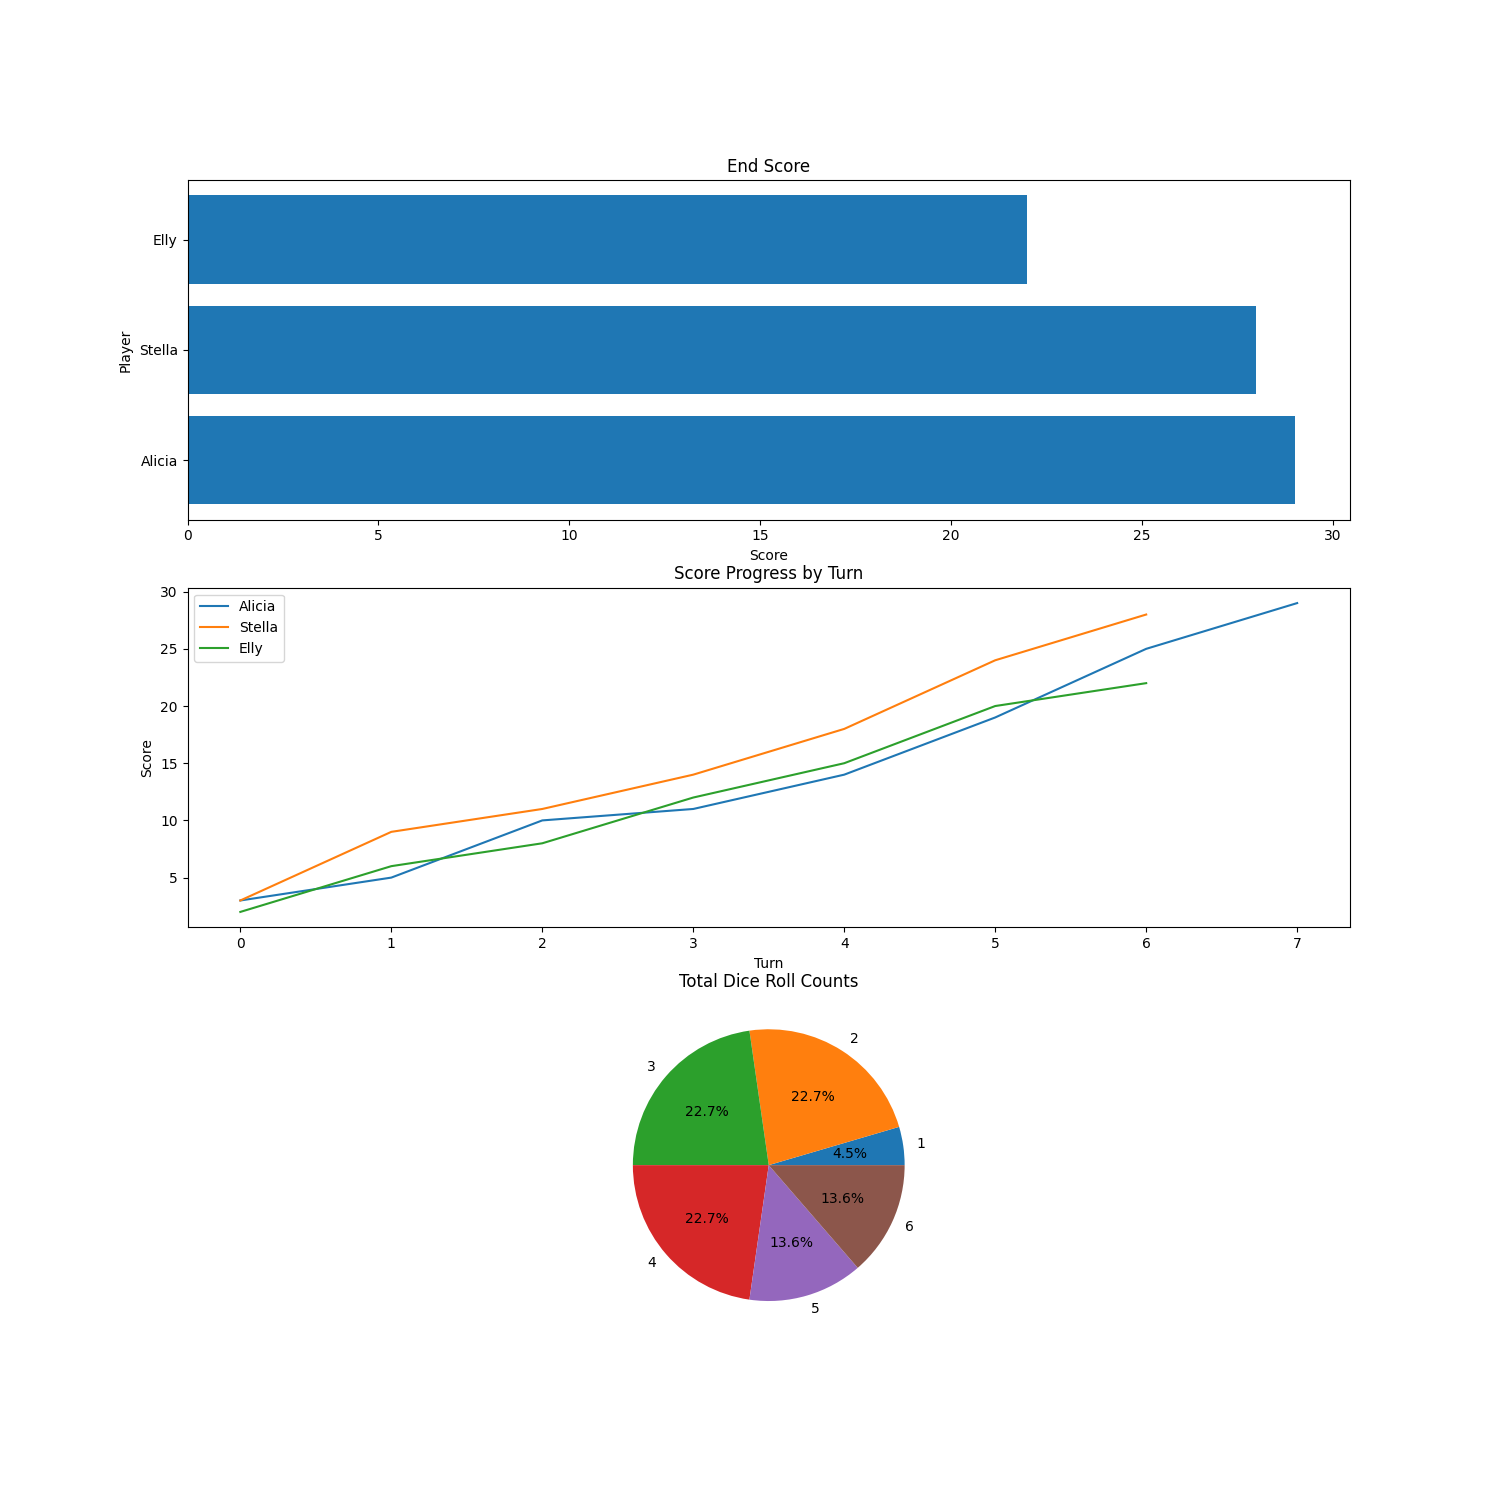 End Score
Elly
Stella
Alicia
Player
0 5 10 15 20 25 30
Score
Score Progress by Turn
Alicia
Stella
Elly
30
25
20
15
10
5
Score
0 1 2 3 4 5 6 7
Turn
Total Dice Roll Counts
1
2
3
4
5
6
4.5%
22.7%
22.7%
22.7%
13.6%
13.6%